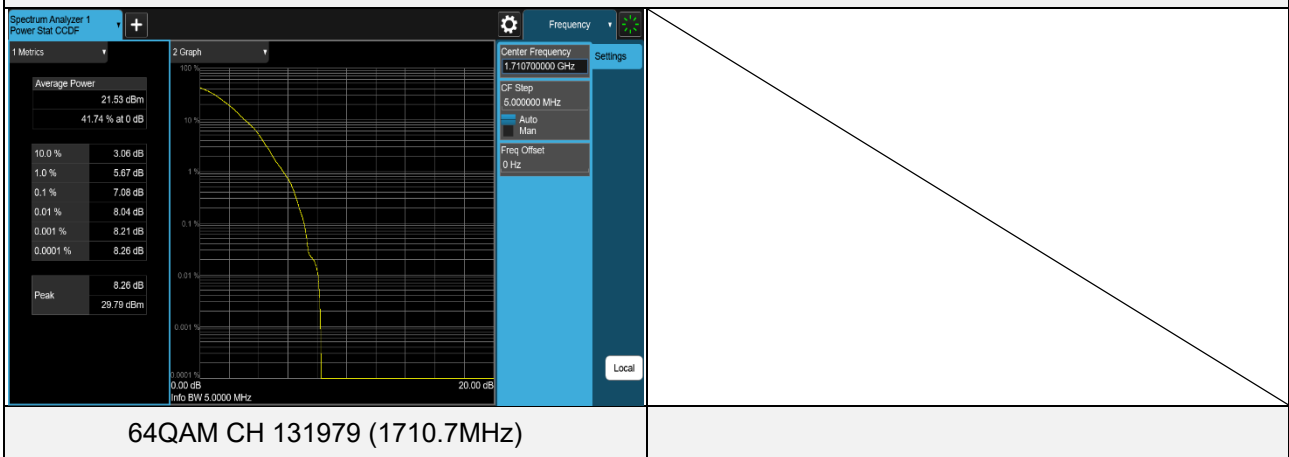 Spectrum Analyzer 1
Power Stat CCDF
+
Frequency
1 Metrics
2 Graph
Center Frequency
1.710700000 GHz
Settings
CF Step
5.000000 MHz
Auto
Man
Freq Offset
0 Hz
Average Power
21.53 dBm
41.74 % at 0 dB
10.0 % 3.06 dB
1.0 % 5.67 dB
0.1 % 7.08 dB
0.01 % 8.04 dB
0.001 % 8.21 dB
0.0001 % 8.26 dB
Peak
8.26 dB
29.79 dBm
100 %
10 %
1 %
0.1 %
0.01 %
0.001 %
0.0001 %
0.00 dB 20.00 dB
Info BW 5.0000 MHz
Local
64QAM CH 131979 (1710.7MHz)